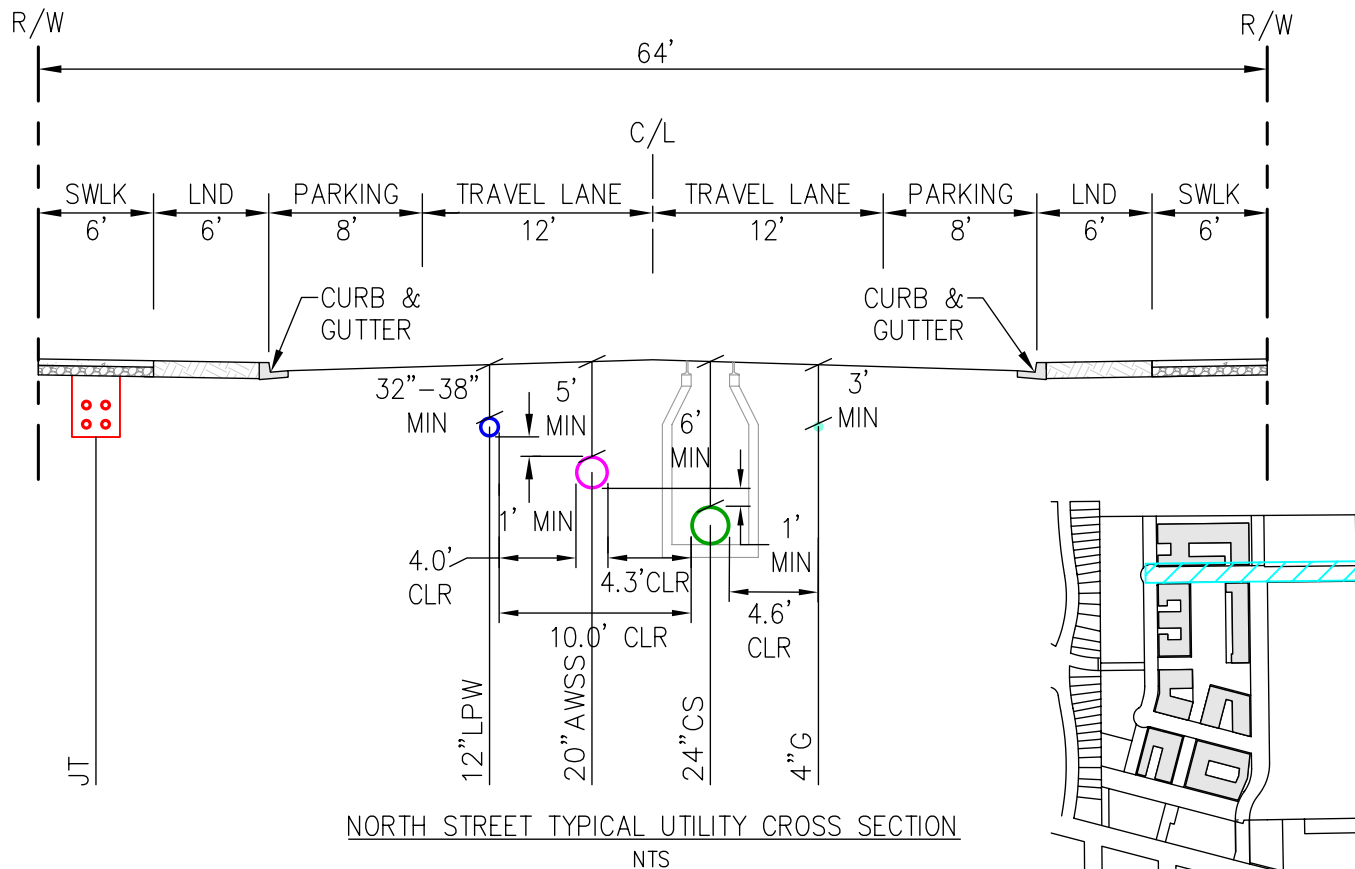 R/W
R/W
64'
C/L
SWLK
LND
PARKING
TRAVEL LANE
TRAVEL LANE
PARKING
LND
SWLK
6'
6'
8'
12'
12'
8'
6'
6'
CURB &
GUTTER
CURB &
GUTTER
32"-38"
MIN
5'
MIN
6'
MIN
3'
MIN
1' MIN
1'
MIN
4.0'
CLR
4.3'CLR
10.0' CLR
4.6'
CLR
JT
12"LPW
20"AWSS
24"CS
4"G
NORTH STREET TYPICAL UTILITY CROSS SECTION
NTS